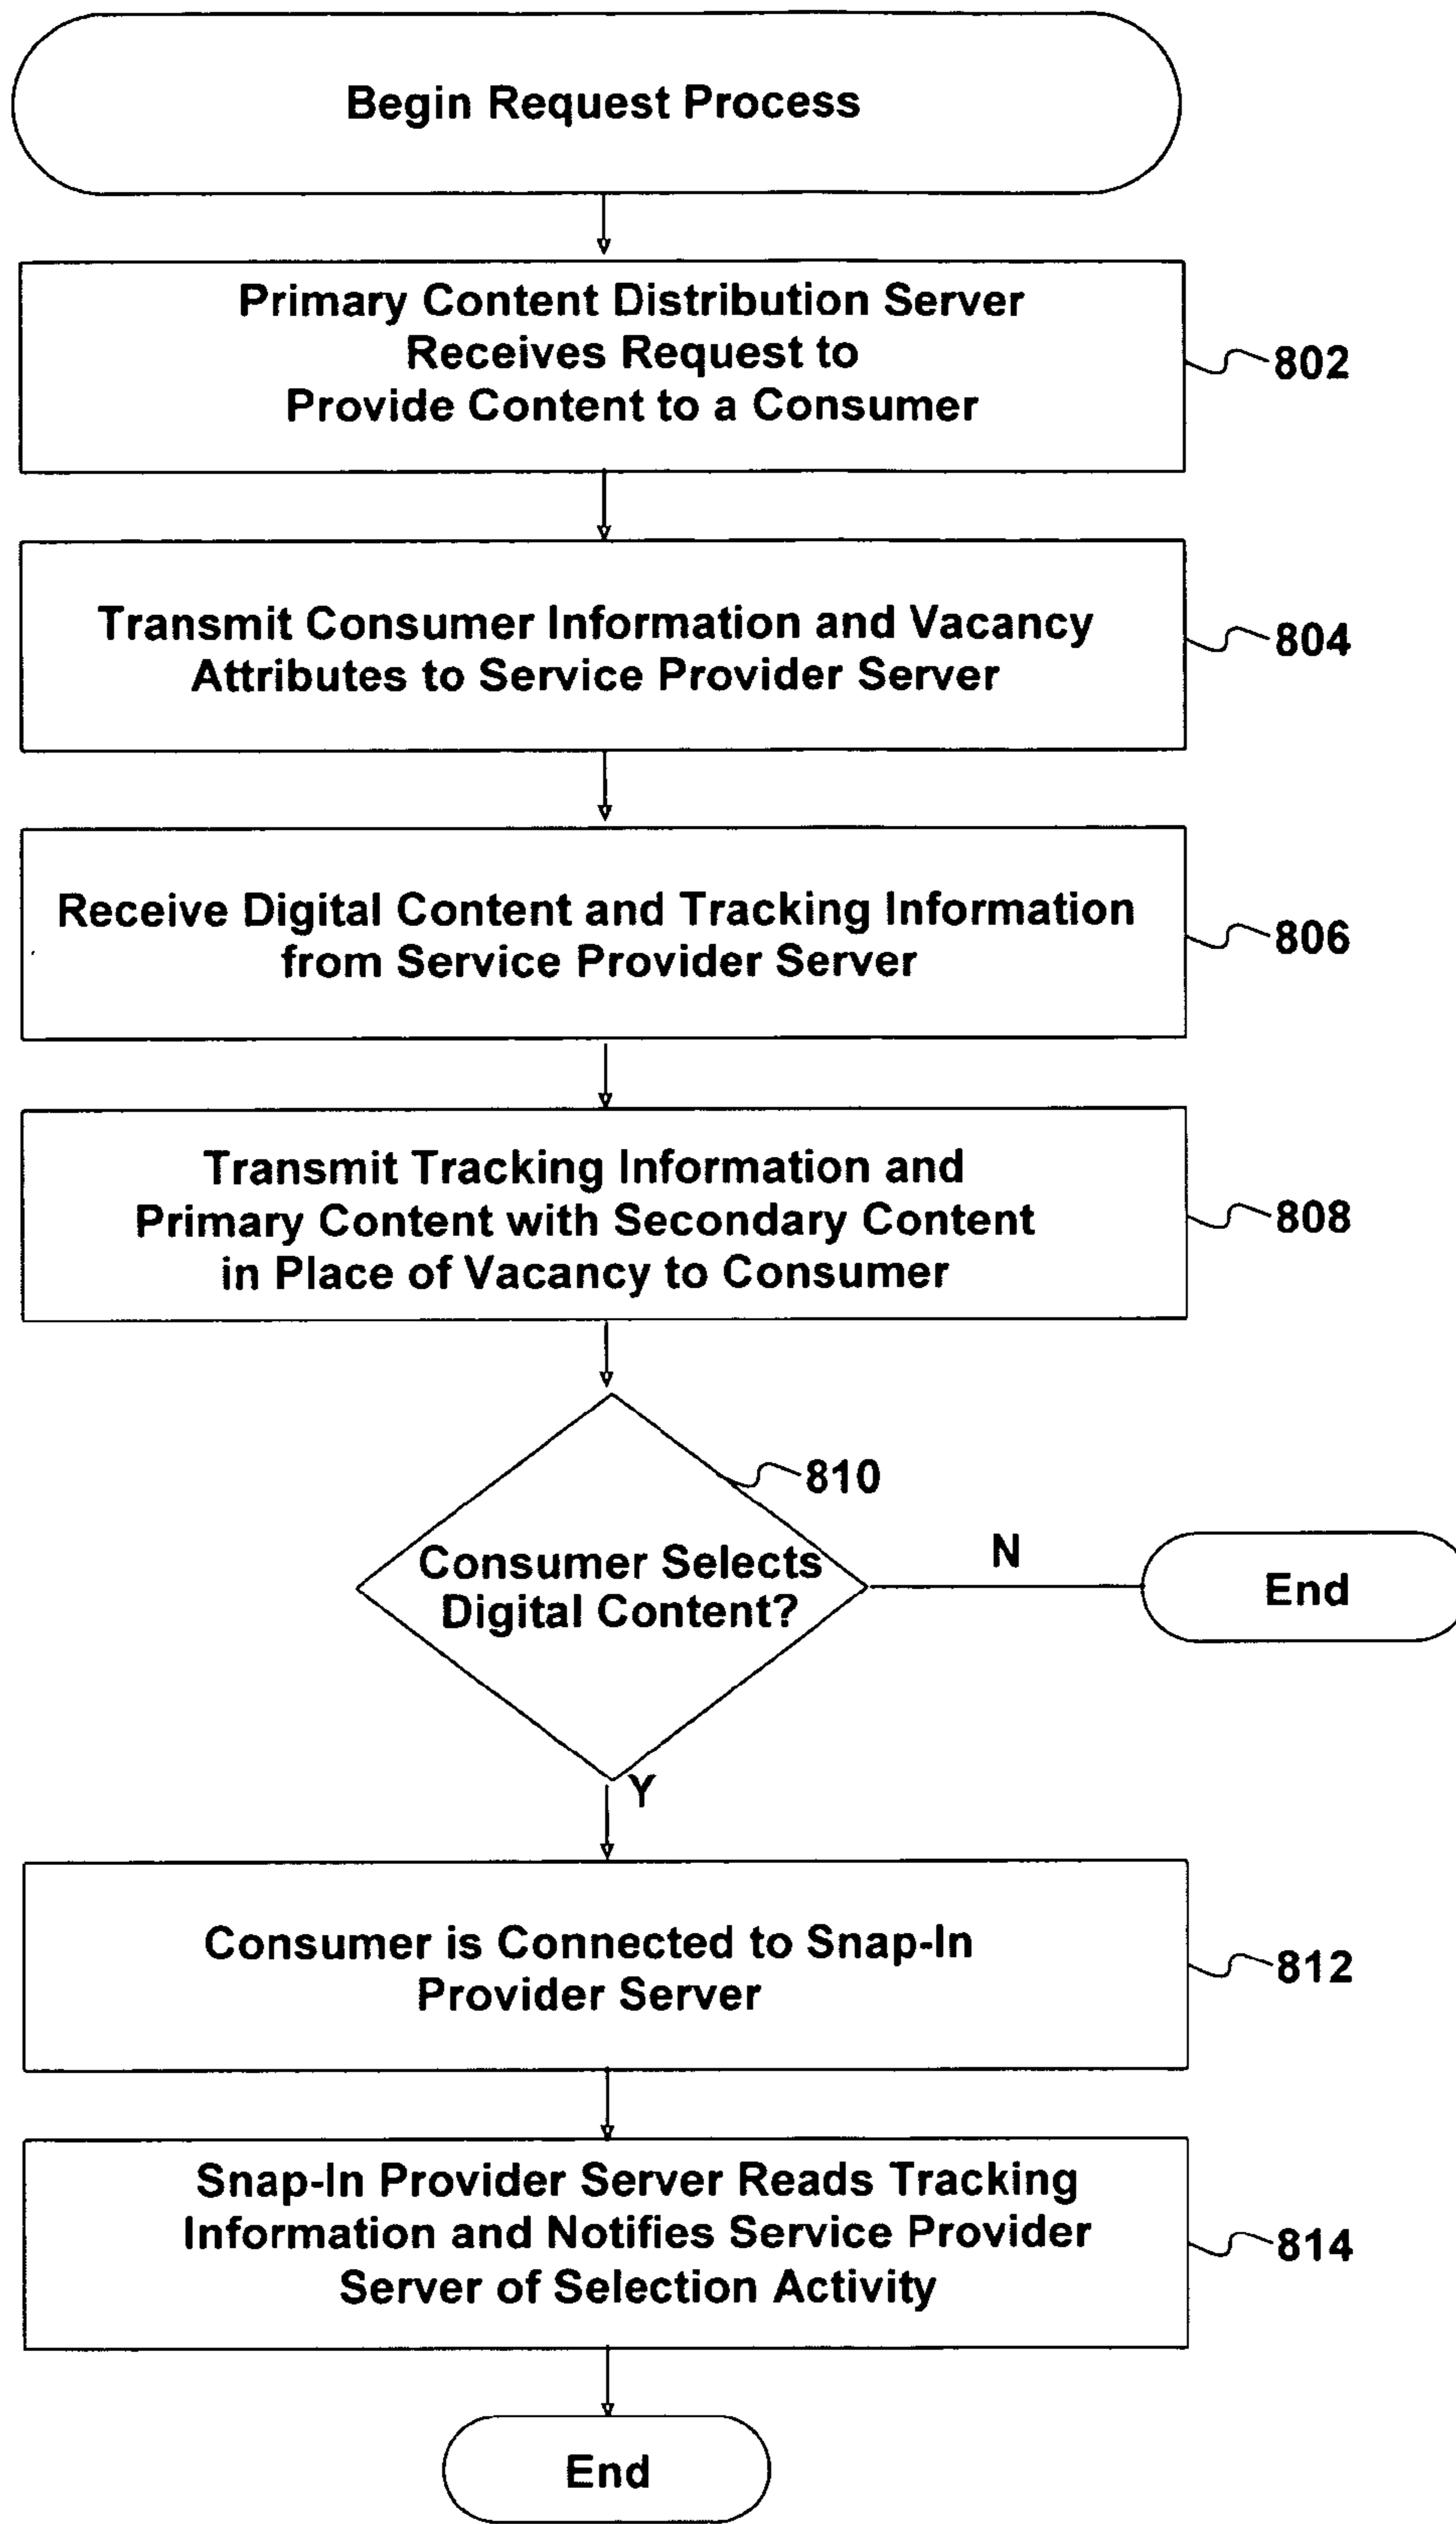 Begin Request Process
Primary Content Distribution Server
Receives Request to
Provide Content to a Consumer
802
Transmit Consumer Information and Vacancy
Attributes to Service Provider Server
804
Receive Digital Content and Tracking Information
from Service Provider Server
806
Transmit Tracking Information and
Primary Content with Secondary Content
in Place of Vacancy to Consumer
808
810
Consumer Selects
Digital Content?
N
End
Y
Consumer is Connected to Snap-In
Provider Server
812
Snap-In Provider Server Reads Tracking
Information and Notifies Service Provider
Server of Selection Activity
814
End